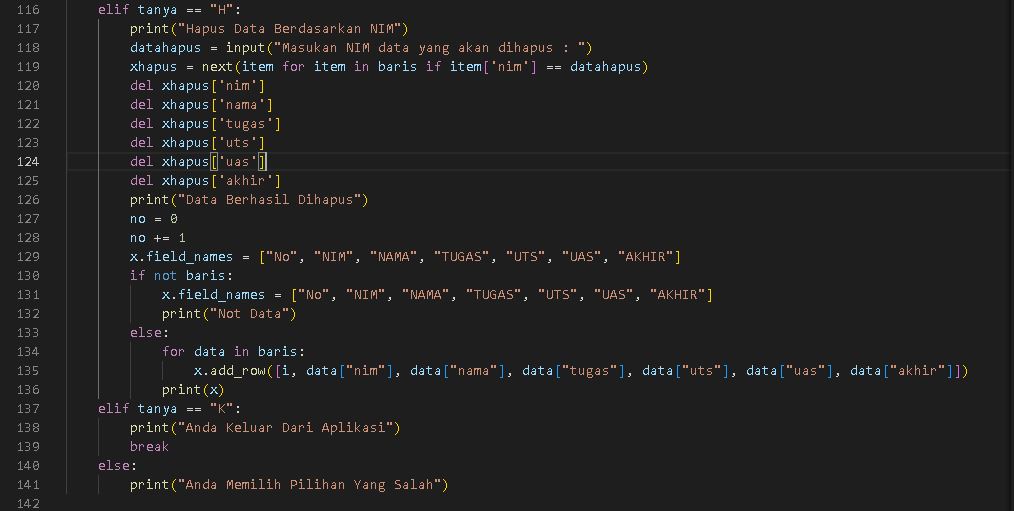 116 elif tanya == "H":
117 print("Hapus Data Berdasarkan NIM")
118 datahapus = input("Masukan NIM data yang akan dihapus : ")
119 xhapus = next(item for item in baris if item['nim'] == datahapus)
120 del xhapus['nim']
121 del xhapus['nama']
122 del xhapus['tugas']
123 del xhapus['uts']
124 del xhapus['uas']
125 del xhapus['akhir']
126 print("Data Berhasil Dihapus")
127 no = 0
128 no += 1
129 x.field_names = ["No", "NIM", "NAMA", "TUGAS", "UTS", "UAS", "AKHIR"]
130 if not baris:
131 x.field_names = ["No", "NIM", "NAMA", "TUGAS", "UTS", "UAS", "AKHIR"]
132 print("Not Data")
133 else:
134 for data in baris:
135 x.add_row([i, data["nim"], data["nama"], data["tugas"], data["uts"], data["uas"], data["akhir"]])
136 print(x)
137 elif tanya == "K":
138 print("Anda Keluar Dari Aplikasi")
139 break
140 else:
141 print("Anda Memilih Pilihan Yang Salah")
142